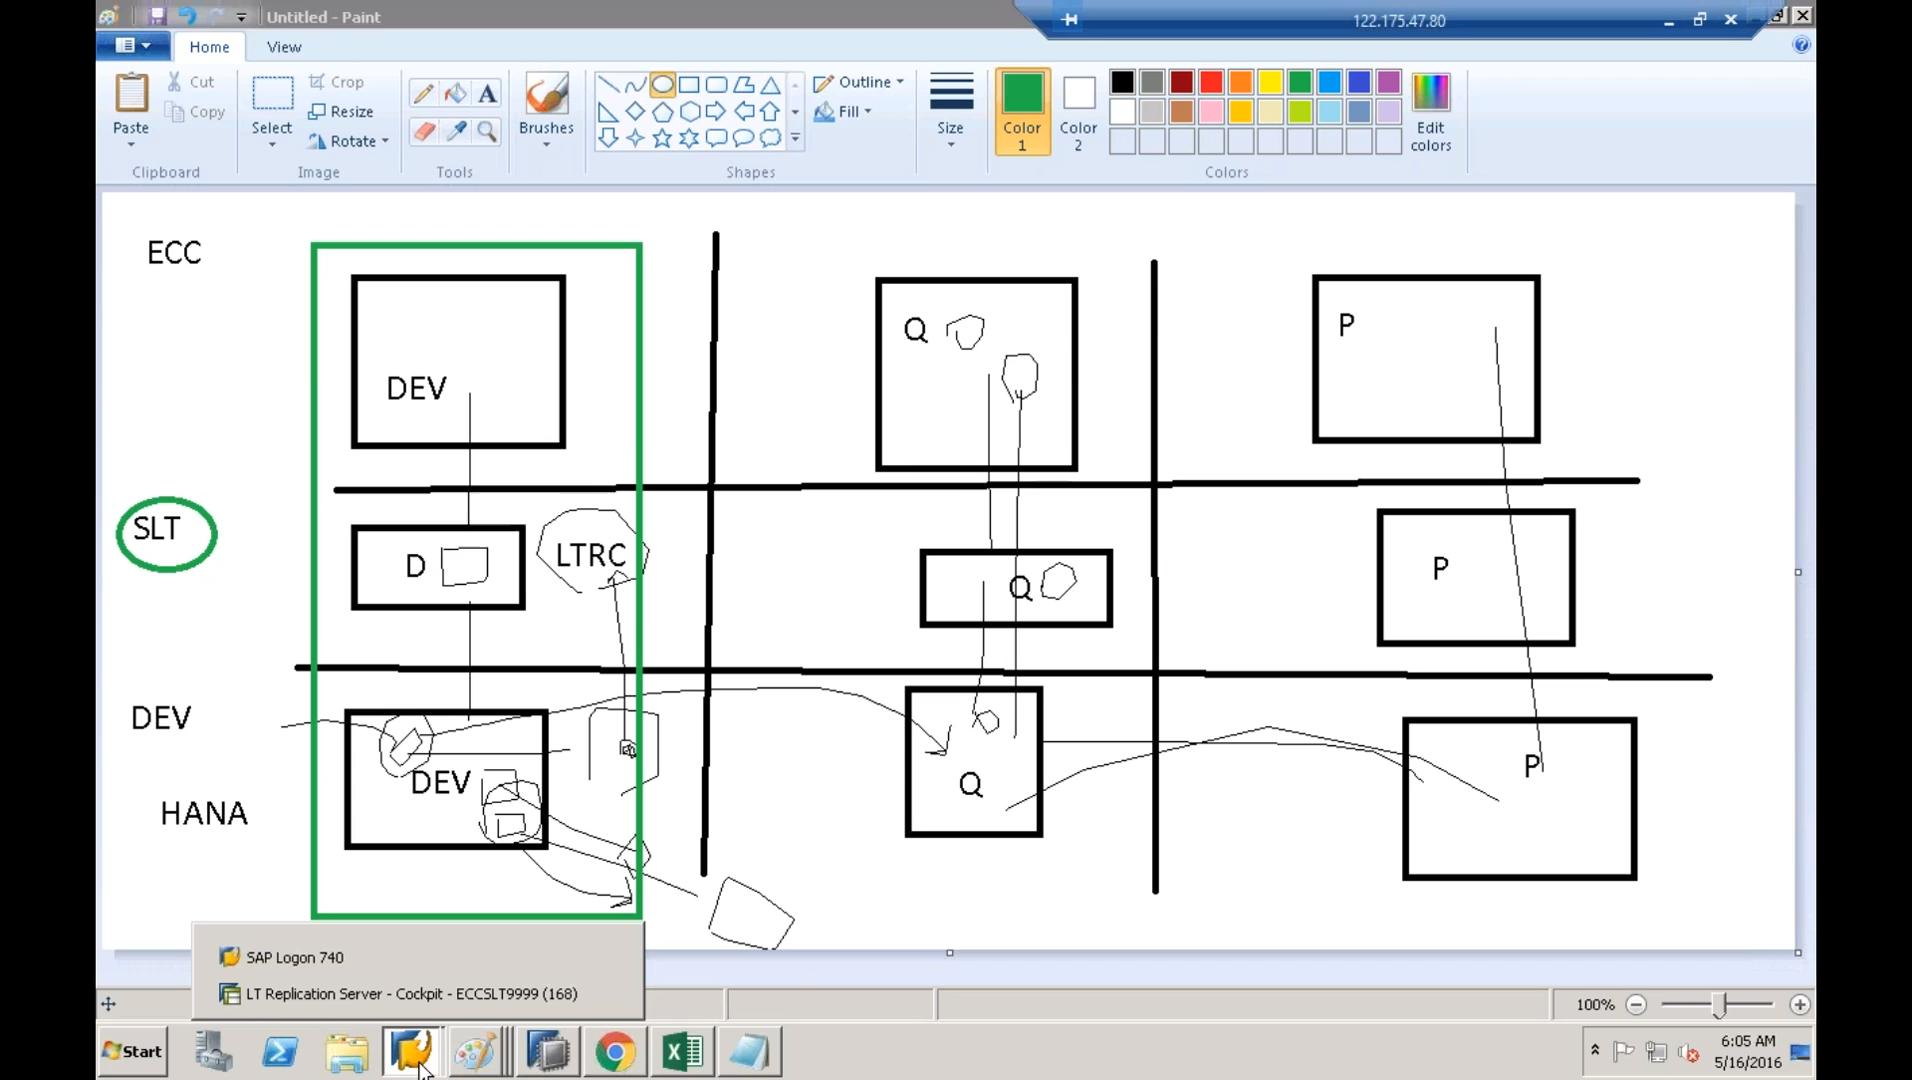 Untitled - Paint
122.175.47.80
Home
View
Paste
Cut
Copy
Clipboard
Select
Crop
Resize
Rotate
Image
Tools
Brushes
Shapes
Outline
Fill
Size
Color
1
Color
2
Edit
colors
Colors
ECC
DEV
Q
P
SLT
D
LTRC
Q
P
DEV
DEV
Q
P
HANA
SAP Logon 740
LT Replication Server - Cockpit - ECCSLT9999 (168)
100%
Start
6:05 AM
5/16/2016